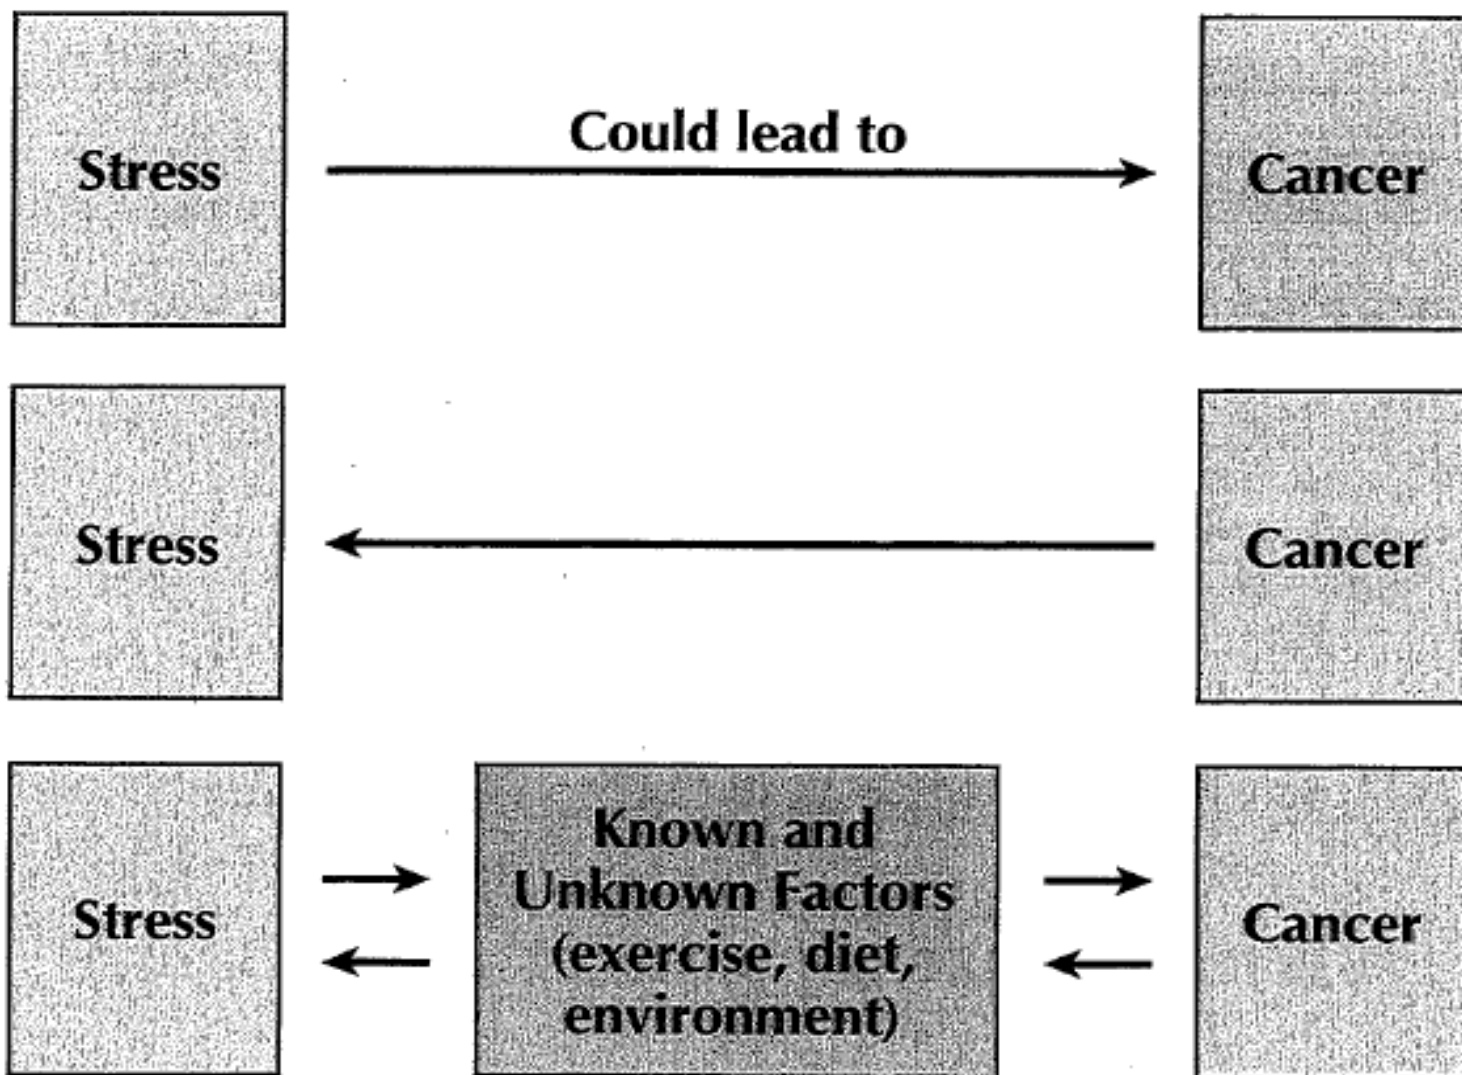 Stress
Could lead to
Cancer
Stress
Cancer
Stress
Known and
Unknown Factors
(exercise, diet,
environment)
Cancer